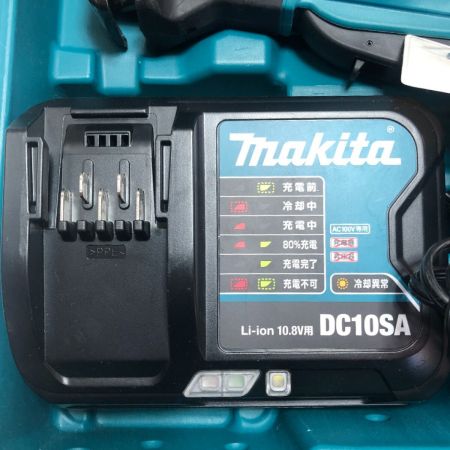 makita®
充電前
冷却中
充電中
AC100V専用
80%充電
充電完了
充電不可
冷却異常
Li-ion 10.8V用 DC10SA
>PPE<